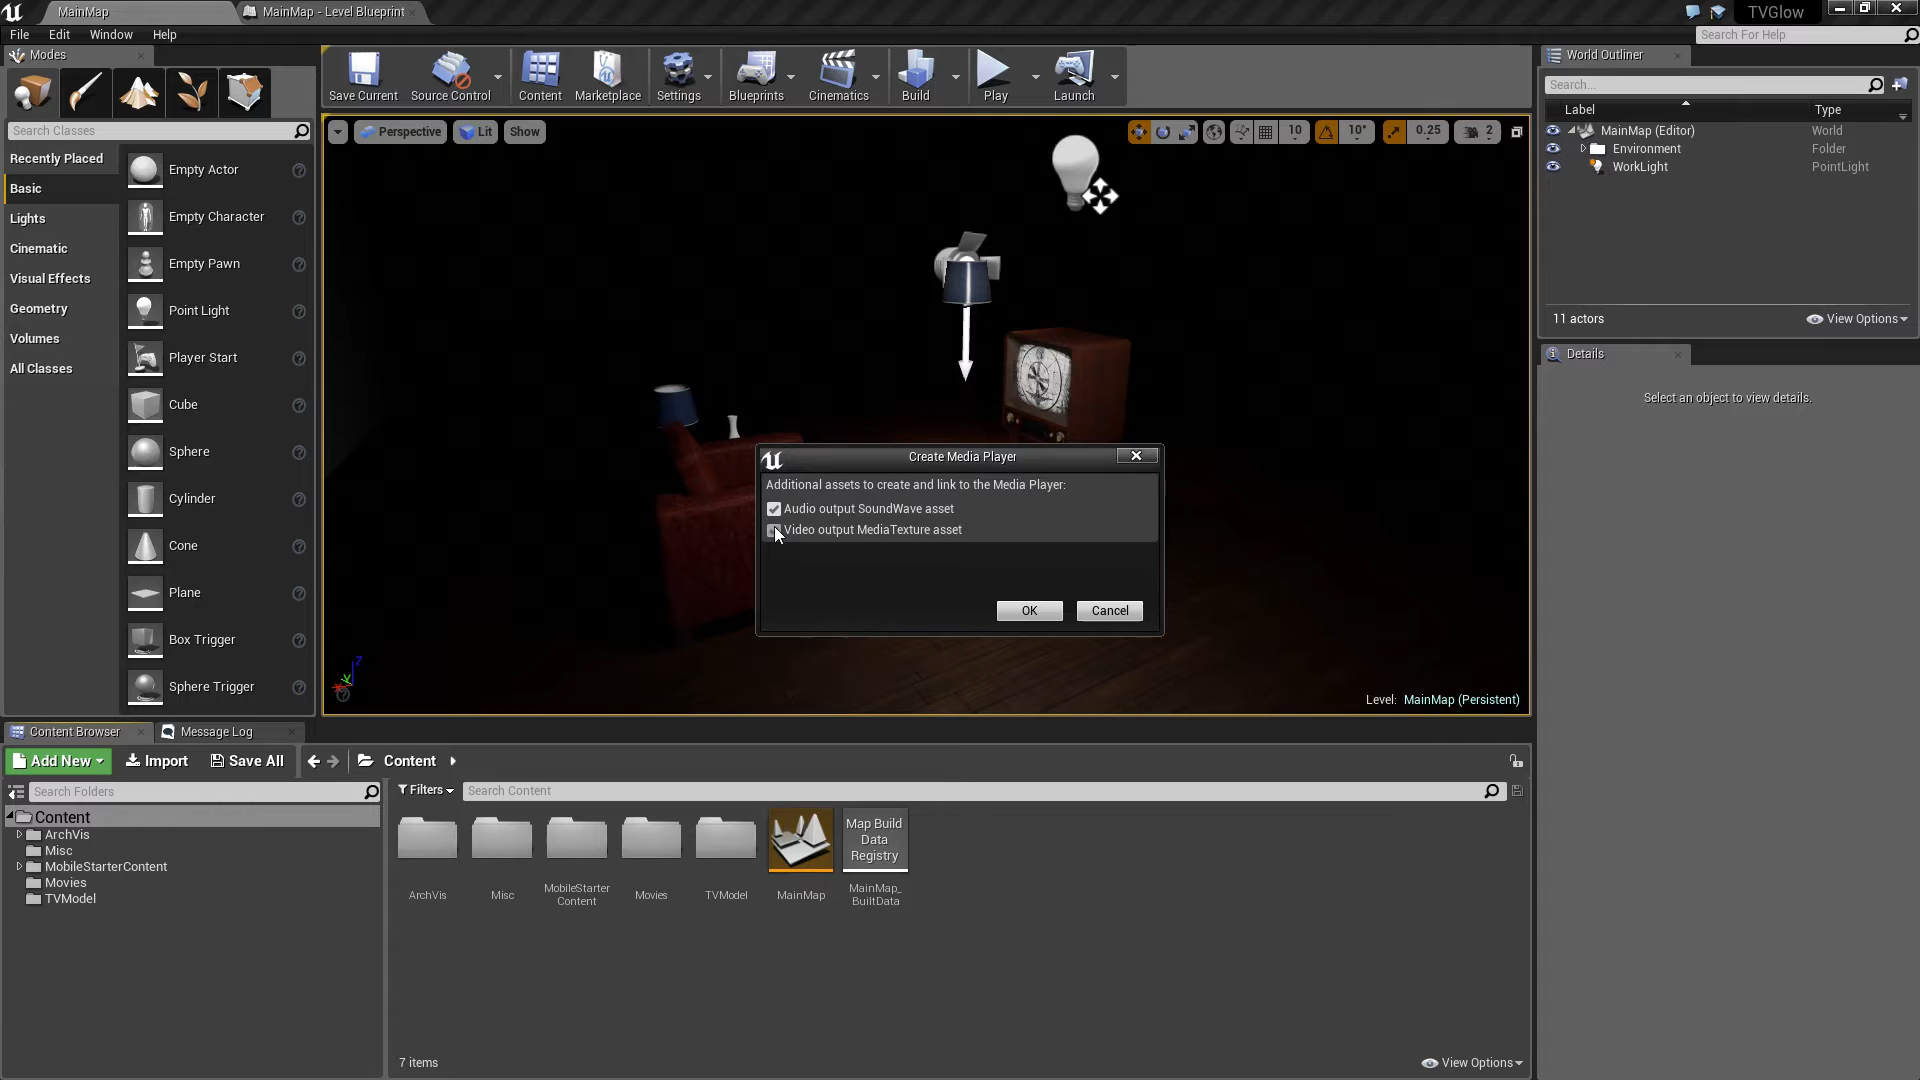 MainMap
MainMap - Level Blueprint
TVGlow
File
Edit
Window
Help
Search For Help
Modes
Save Current
Source Control
Content
Marketplace
Settings
Blueprints
Cinematics
Build
Play
Launch
World Outliner
Search...
Label
Type
MainMap (Editor)
World
Environment
Folder
WorkLight
PointLight
11 actors
View Options
Details
Select an object to view details.
Search Classes
Recently Placed
Basic
Lights
Cinematic
Visual Effects
Geometry
Volumes
All Classes
Empty Actor
Empty Character
Empty Pawn
Point Light
Player Start
Cube
Sphere
Cylinder
Cone
Plane
Box Trigger
Sphere Trigger
Perspective
Lit
Show
10
10°
0.25
2
Create Media Player
Additional assets to create and link to the Media Player:
Audio output SoundWave asset
Video output MediaTexture asset
OK
Cancel
Z
Y
Level: MainMap (Persistent)
Content Browser
Message Log
Add New
Import
Save All
Content
Search Folders
Filters
Search Content
Content
ArchVis
Misc
MobileStarterContent
Movies
TVModel
Map Build
Data
Registry
ArchVis
Misc
MobileStarter
Content
Movies
TVModel
MainMap
MainMap_
BuiltData
7 items
View Options